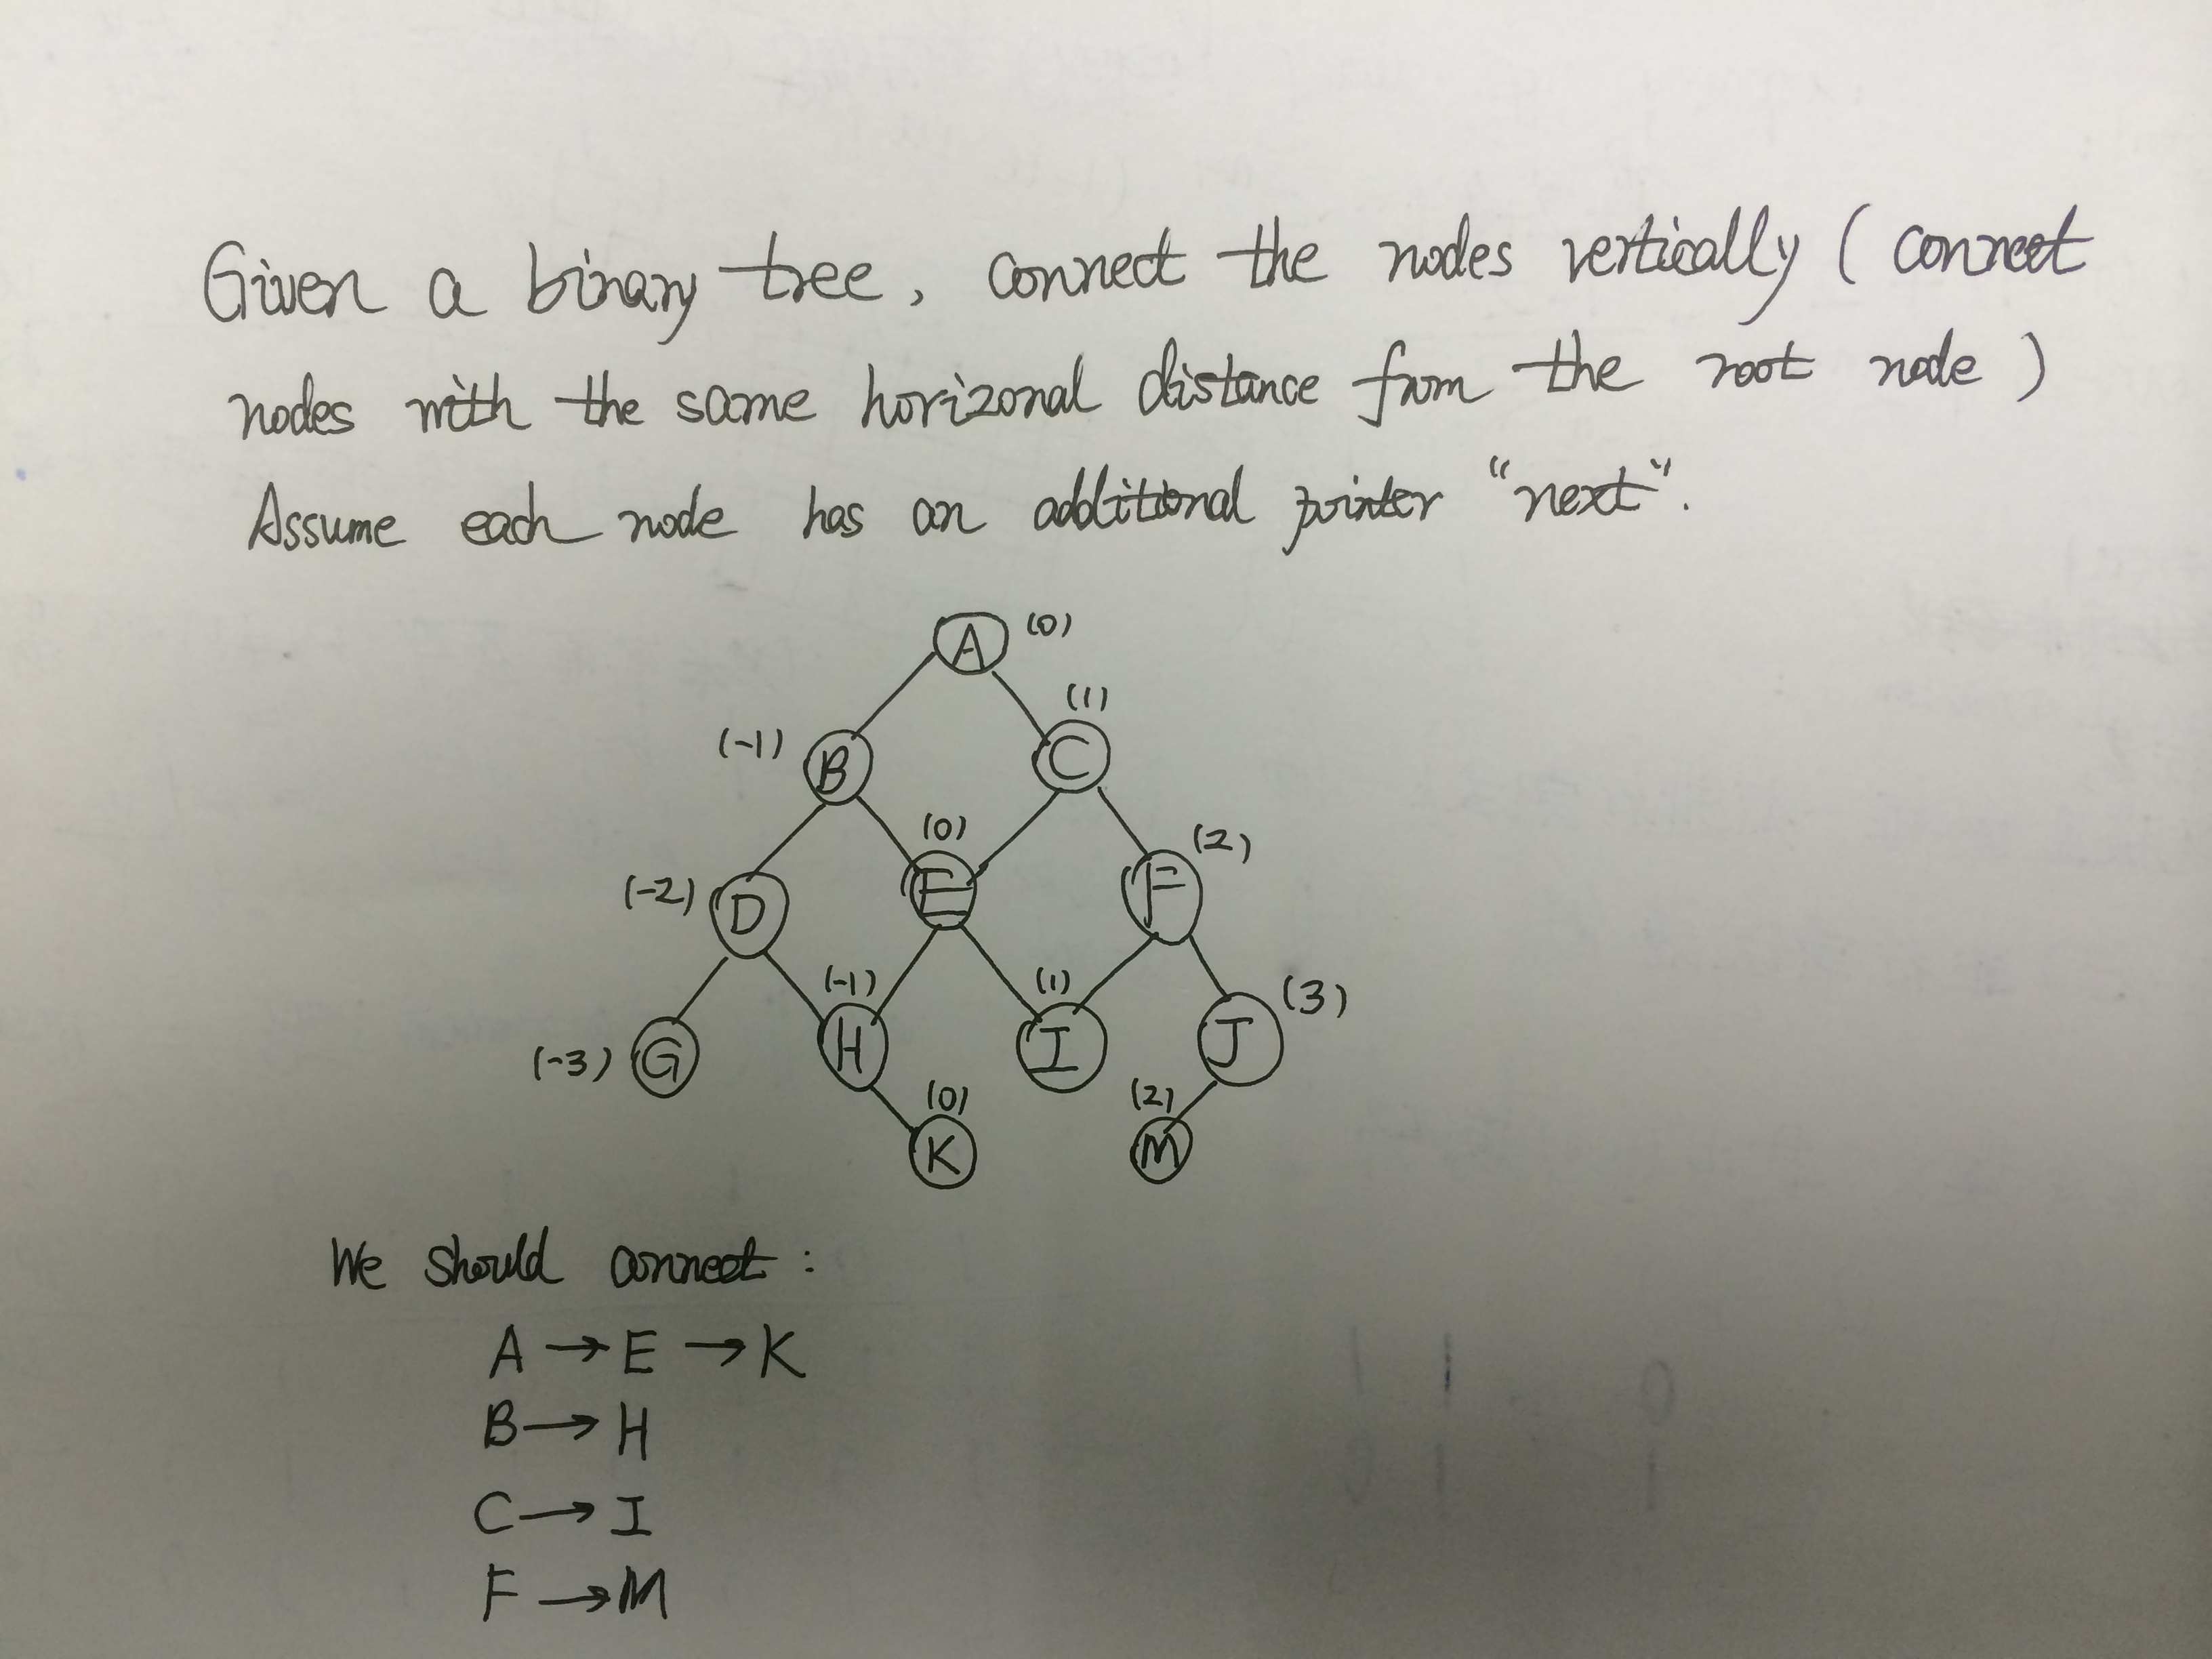 Given a binary tree, connect the nodes vertically (connect
nodes with the same horizonal distance from the root node)
Assume each node has an additional pointer "next".
A (0)
(-1) B C (1)
(-2) D E (0) F (2)
(-3) G H (-1) I (1) J (3)
K (0) M (2)
We should connect :
A → E → K
B → H
C → I
F → M